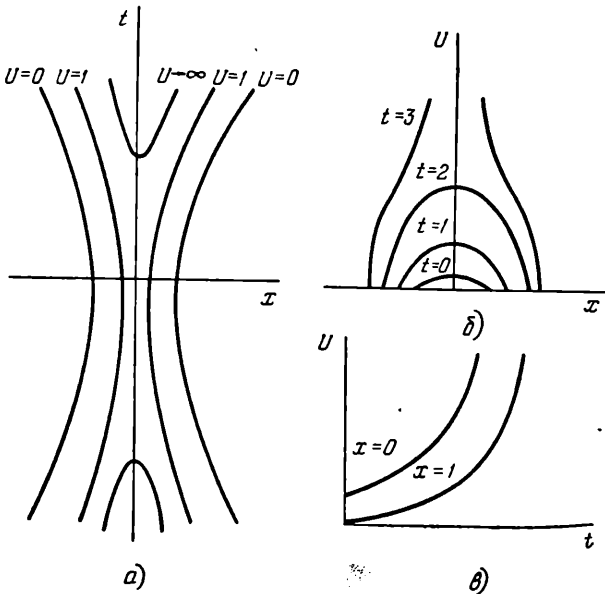 t
U=0 U=1 U→∞ U=1 U=0
x
а)
U
t=3
t=2
t=1
t=0
x
б)
U
x=0
x=1
t
в)